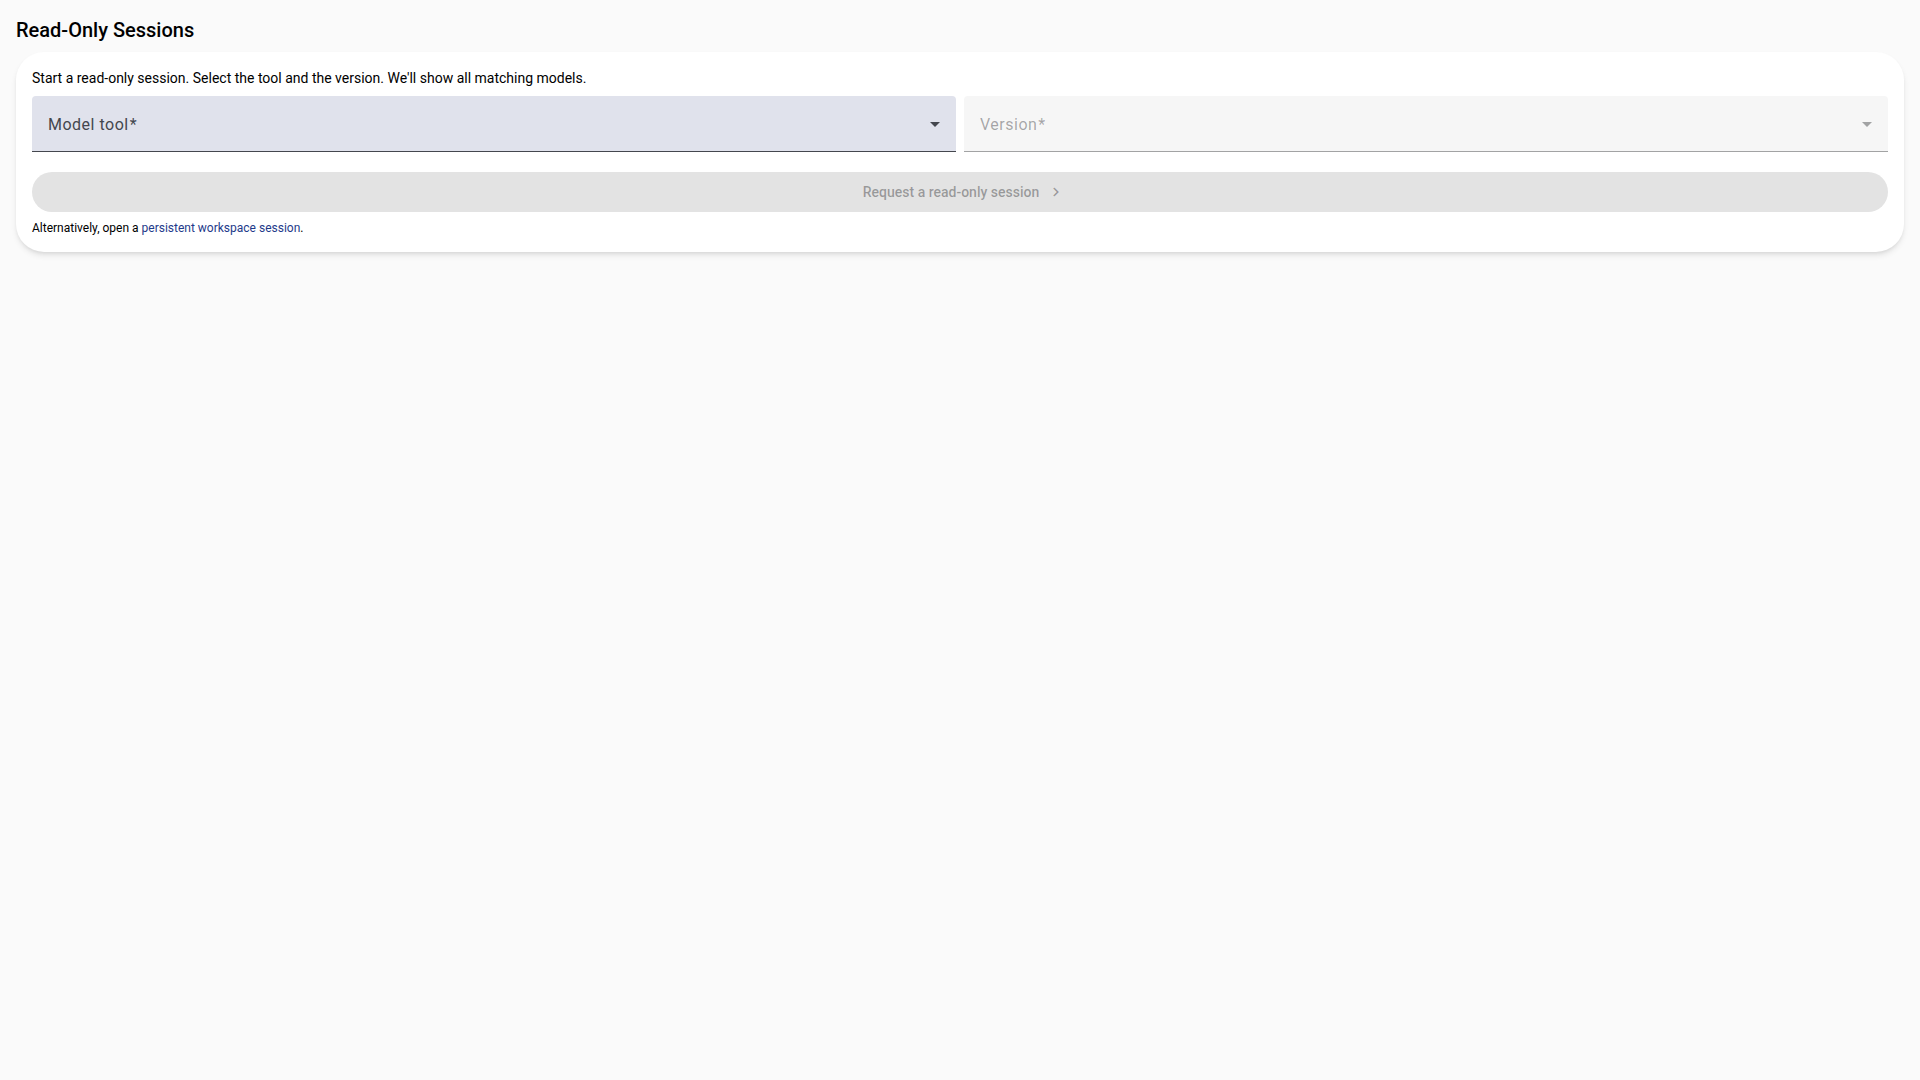 Read-Only Sessions
Start a read-only session. Select the tool and the version. We'll show all matching models.
Model tool*
Version*
Request a read-only session
Alternatively, open a persistent workspace session.